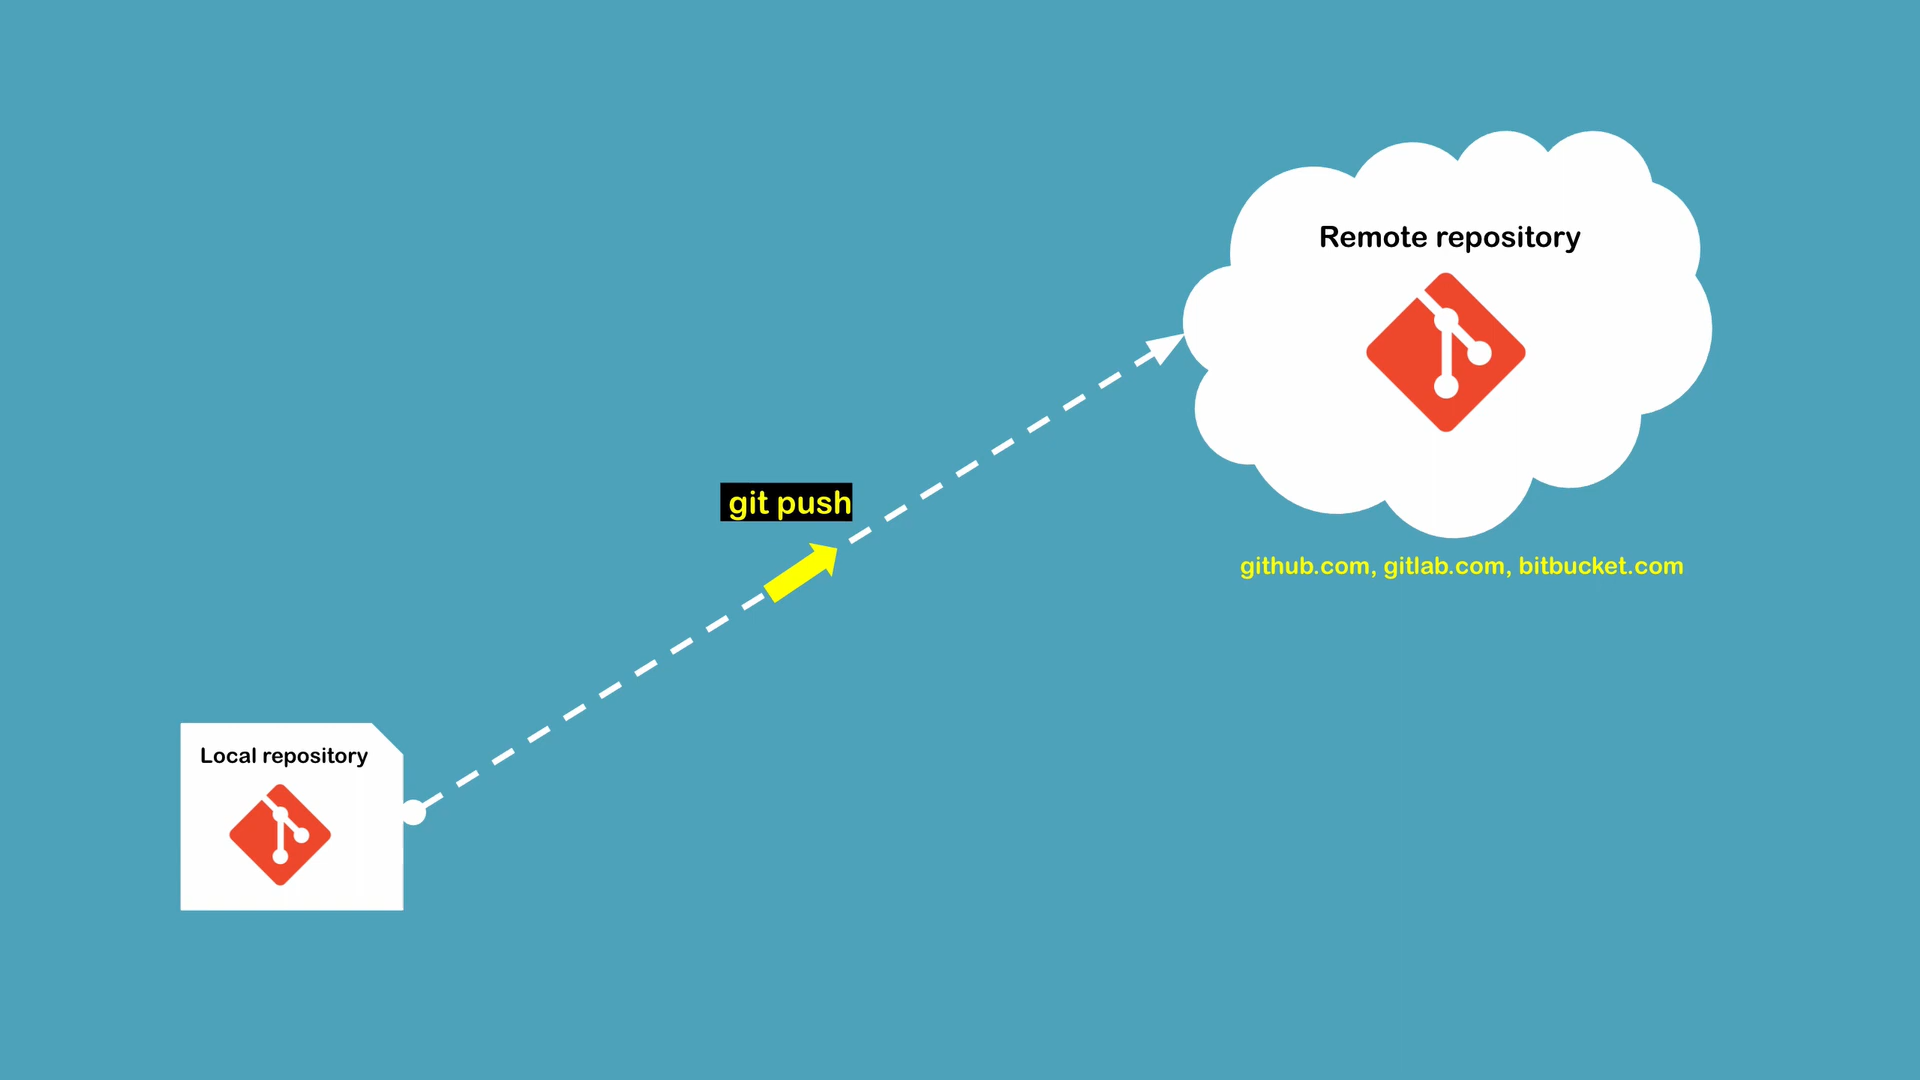 Remote repository
git push
github.com, gitlab.com, bitbucket.com
Local repository